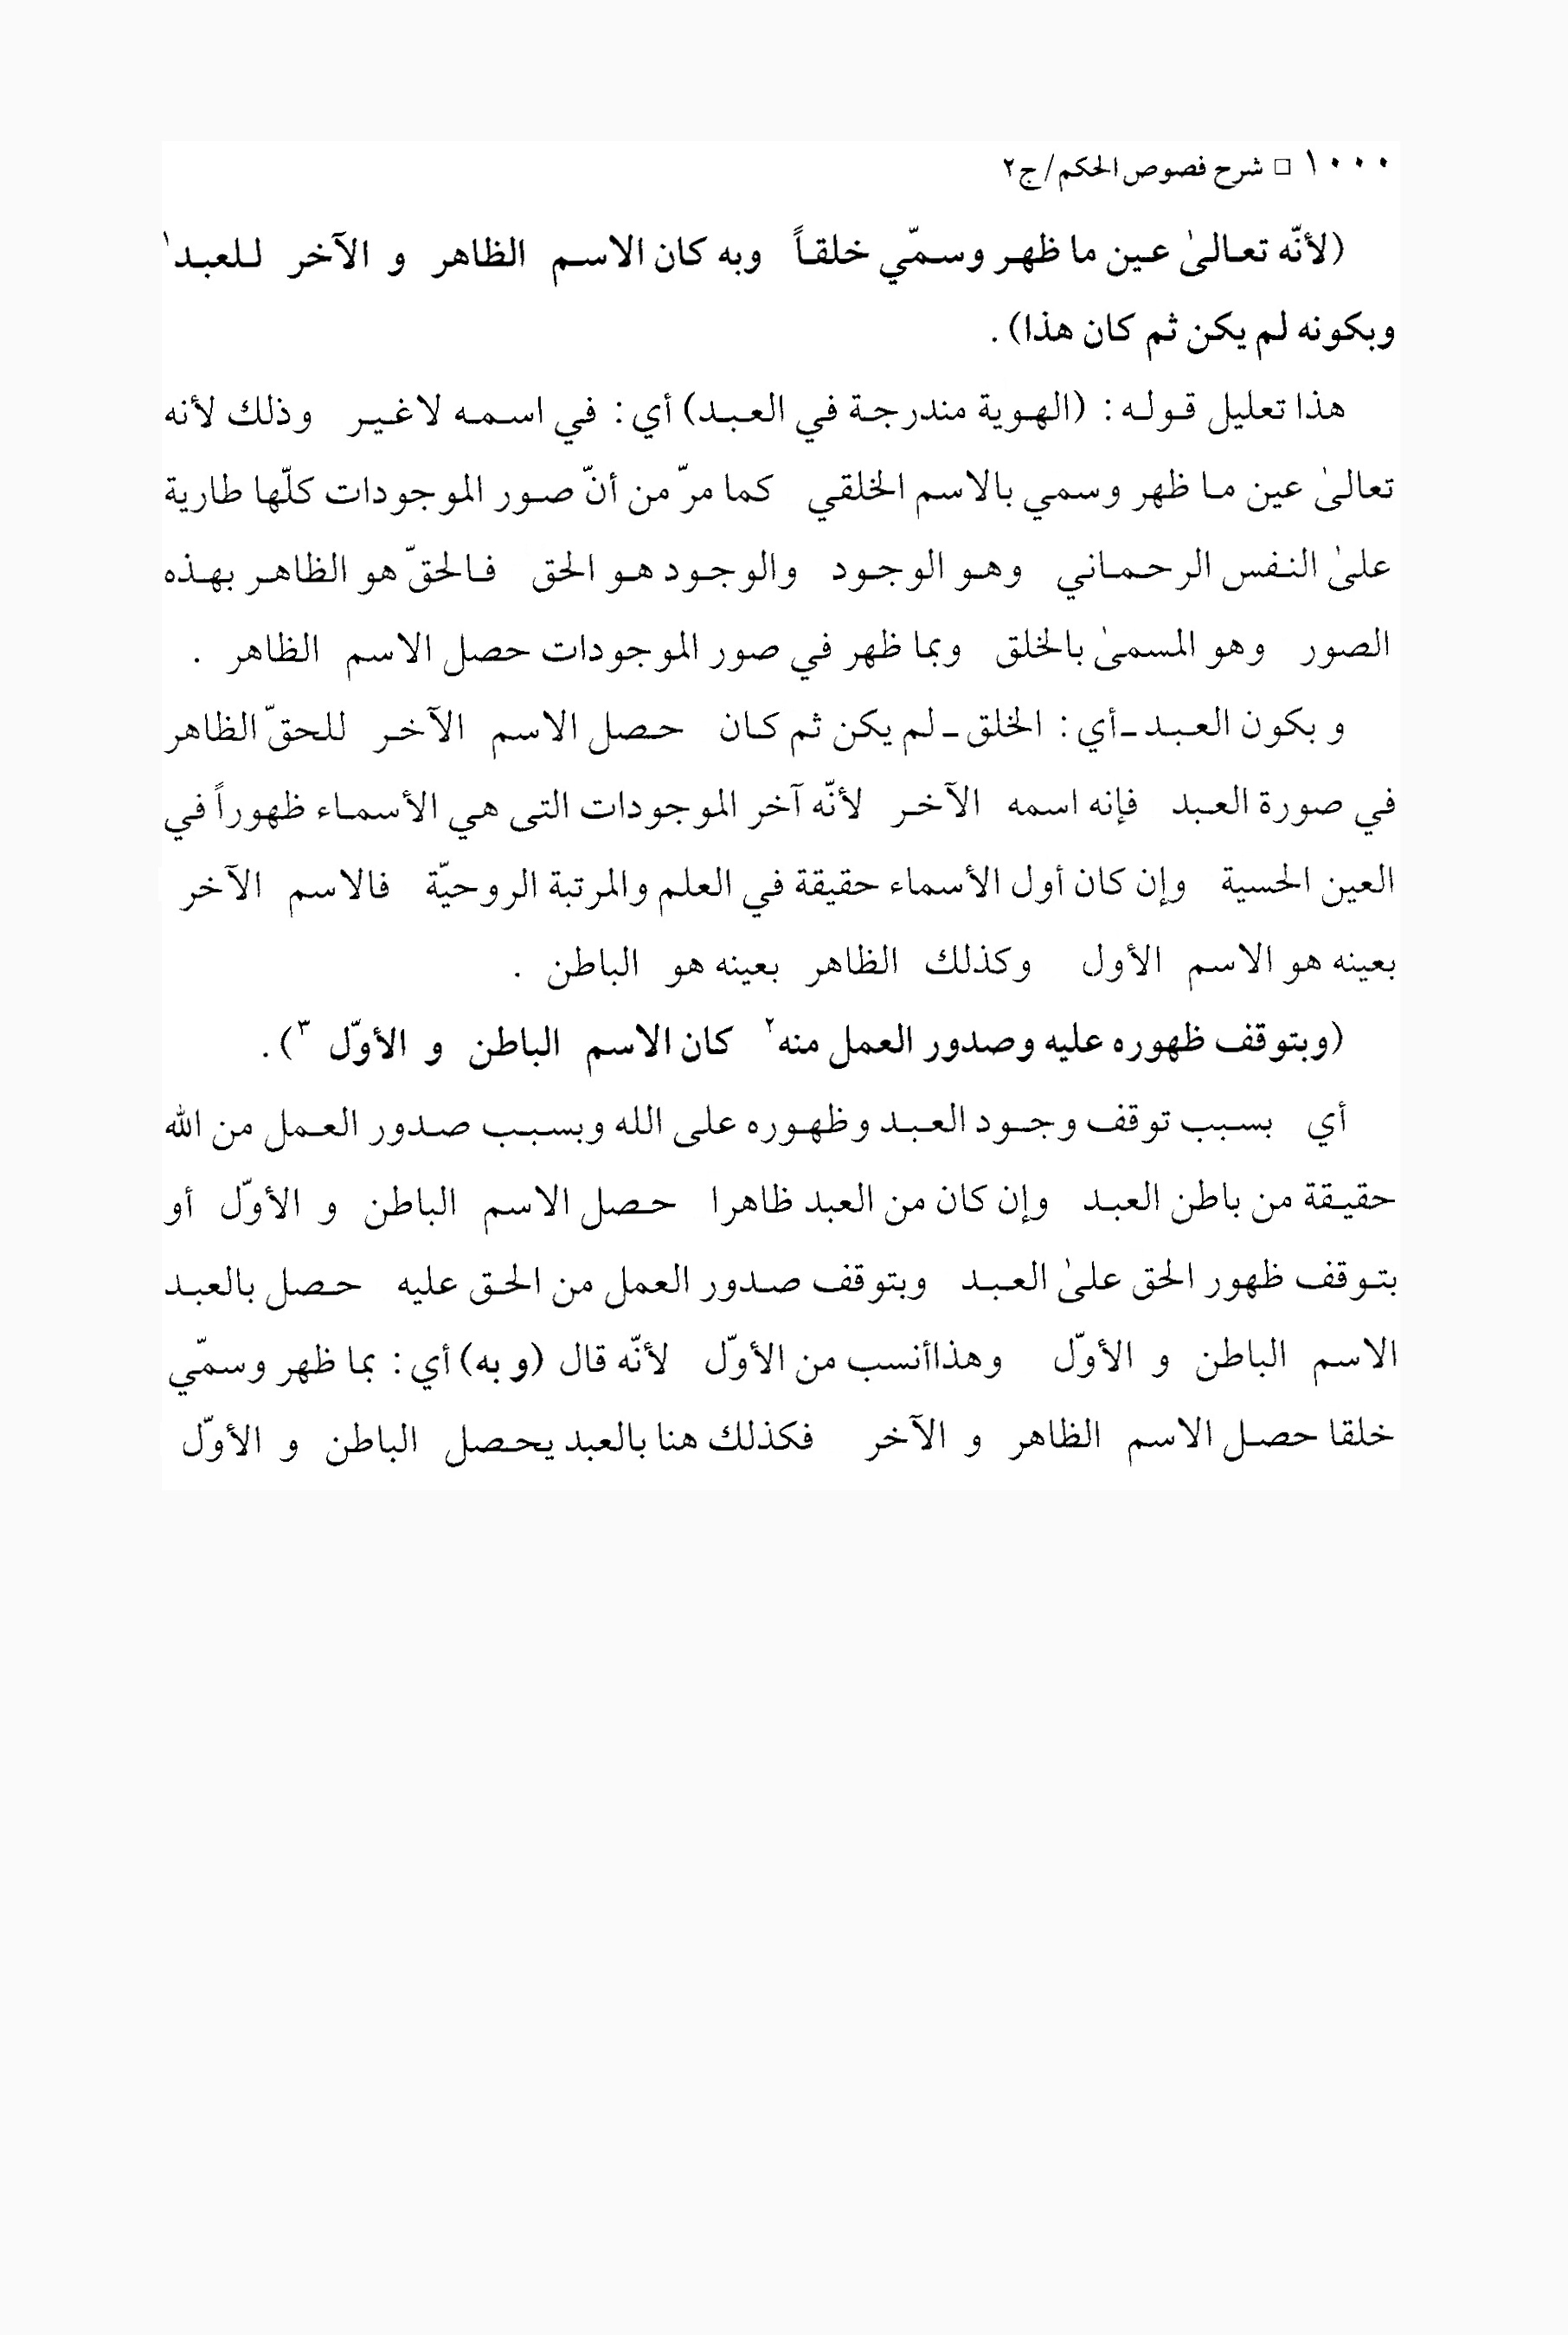 ١٠٠٠ □ شرح فصوص الحكم/ج٢
(لأنّه تعالىٰ عين ما ظهر وسمّي خلقاً وبه كان الاسم الظاهر و الآخر للعبد١
وبكونه لم يكن ثم كان هذا) .
هذا تعليل قوله : (الهوية مندرجة في العبد) أي : في اسمه لاغير وذلك لأنه
تعالىٰ عين ما ظهر وسمي بالاسم الخلقي كما مرّ من أنّ صور الموجودات كلّها طارية
علىٰ النفس الرحماني وهو الوجود والوجود هو الحق فالحقّ هو الظاهر بهذه
الصور وهو المسمىٰ بالخلق وبما ظهر في صور الموجودات حصل الاسم الظاهر .
و بكون العبد ـ أي : الخلق ـ لم يكن ثم كان حصل الاسم الآخر للحقّ الظاهر
في صورة العبد فإنه اسمه الآخر لأنّه آخر الموجودات التى هي الأسماء ظهوراً في
العين الحسية وإن كان أول الأسماء حقيقة في العلم والمرتبة الروحيّة فالاسم الآخر
بعينه هو الاسم الأول وكذلك الظاهر بعينه هو الباطن .
(وبتوقف ظهوره عليه وصدور العمل منه٢ كان الاسم الباطن و الأوّل ٣) .
أي بسبب توقف وجود العبد وظهوره على الله وبسبب صدور العمل من الله
حقيقة من باطن العبد وإن كان من العبد ظاهرا حصل الاسم الباطن و الأوّل أو
بتوقف ظهور الحق علىٰ العبد وبتوقف صدور العمل من الحق عليه حصل بالعبد
الاسم الباطن و الأوّل وهذاأنسب من الأوّل لأنّه قال (و به) أي : بما ظهر وسمّي
خلقا حصل الاسم الظاهر و الآخر فكذلك هنا بالعبد يحصل الباطن و الأوّل